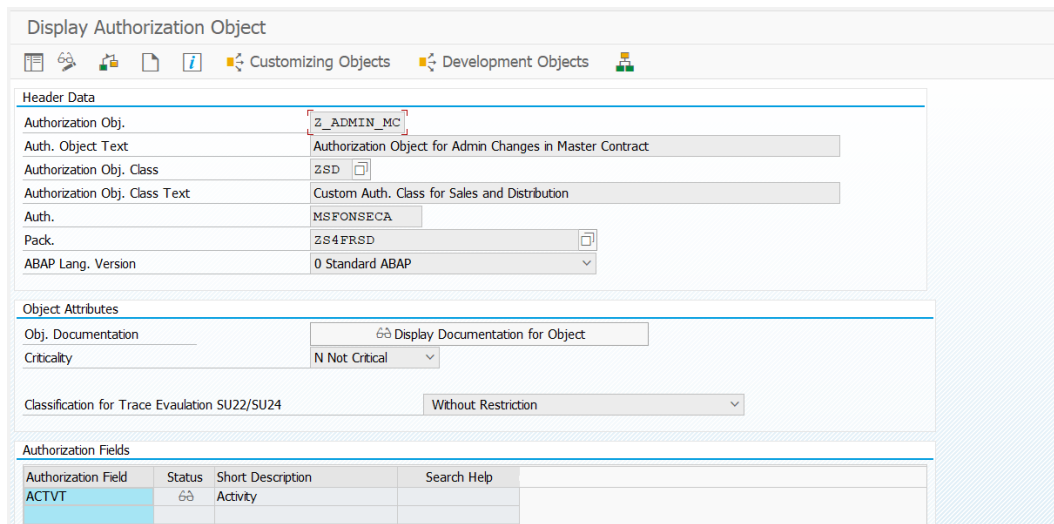 Display Authorization Object
Customizing Objects Development Objects
Header Data
Authorization Obj. Z_ADMIN_MC
Auth. Object Text Authorization Object for Admin Changes in Master Contract
Authorization Obj. Class ZSD
Authorization Obj. Class Text Custom Auth. Class for Sales and Distribution
Auth. MSFONSECA
Pack. ZS4FRSD
ABAP Lang. Version 0 Standard ABAP
Object Attributes
Obj. Documentation Display Documentation for Object
Criticality N Not Critical
Classification for Trace Evaulation SU22/SU24 Without Restriction
Authorization Fields
Authorization Field Status Short Description Search Help
ACTVT Activity